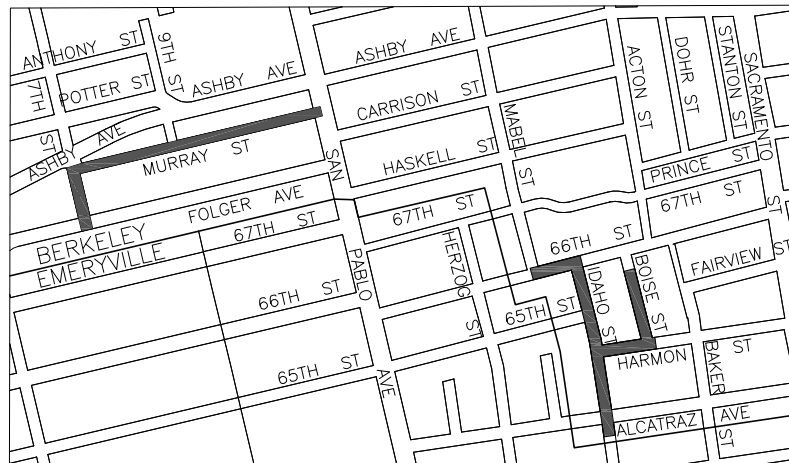 ANTHONY ST
9TH ST
ASHBY AVE
ASHBY AVE
7TH ST
POTTER ST
CARRISON ST
ASHBY AVE
MURRAY ST
HASKELL ST
MABEL ST
ACTON ST
DOHR ST
STANTON ST
SACRAMENTO ST
PRINCE ST
SAN PABLO AVE
FOLGER AVE
BERKELEY
EMERYVILLE
67TH ST
67TH ST
67TH ST
HERZOG ST
66TH ST
66TH ST
IDAHO ST
BOISE ST
FAIRVIEW ST
65TH ST
65TH ST
HARMON ST
BAKER ST
ALCATRAZ AVE